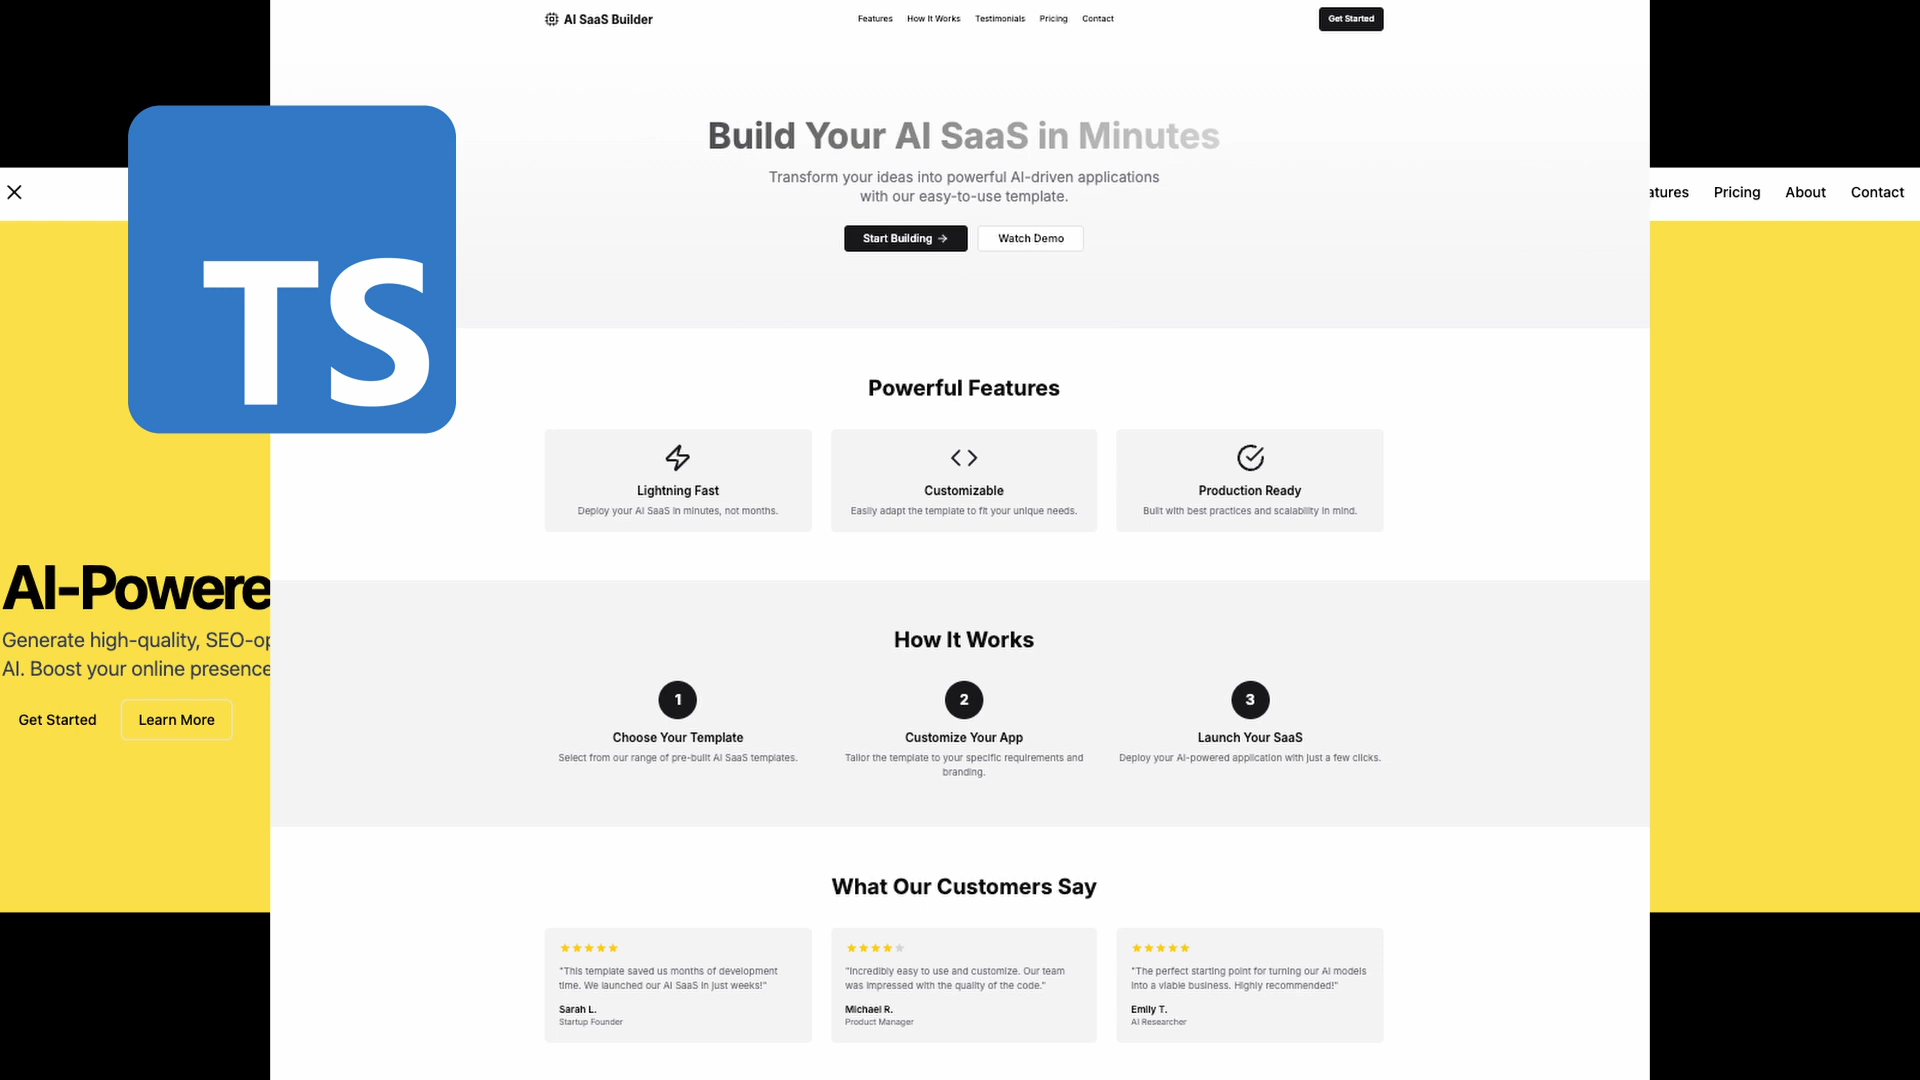 AI SaaS Builder
Features How It Works Testimonials Pricing Contact
Get Started
Build Your AI SaaS in Minutes
Transform your ideas into powerful AI-driven applications
with our easy-to-use template.
Start Building →
Watch Demo
TS
atures Pricing About Contact
AI-Powere
Generate high-quality, SEO-op
AI. Boost your online presence
Get Started
Learn More
Powerful Features
Lightning Fast
Deploy your AI SaaS in minutes, not months.
Customizable
Easily adapt the template to fit your unique needs.
Production Ready
Built with best practices and scalability in mind.
How It Works
1
Choose Your Template
Select from our range of pre-built AI SaaS templates.
2
Customize Your App
Tailor the template to your specific requirements and
branding.
3
Launch Your SaaS
Deploy your AI-powered application with just a few clicks.
What Our Customers Say
"This template saved us months of development
time. We launched our AI SaaS in just weeks!"
Sarah L.
Startup Founder
"Incredibly easy to use and customize. Our team
was impressed with the quality of the code."
Michael R.
Product Manager
"The perfect starting point for turning our AI models
into a viable business. Highly recommended!"
Emily T.
AI Researcher